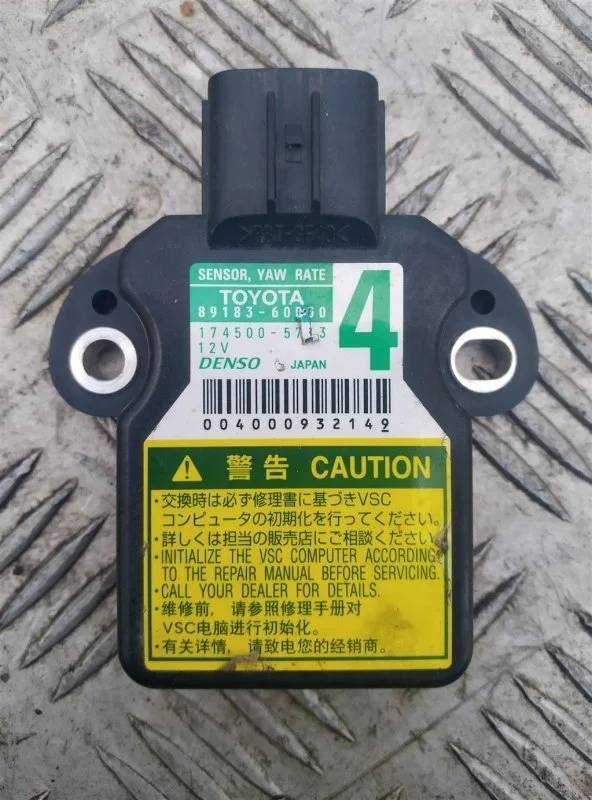 SENSOR, YAW RATE
TOYOTA
4
12V
DENSO JAPAN
0040009321429
警告 CAUTION
・交換時は必ず修理書に基づきVSC
コンピュータの初期化を行ってください。
・詳しくは担当の販売店にご相談ください。
・INITIALIZE THE VSC COMPUTER ACCORDING
TO THE REPAIR MANUAL BEFORE SERVICING.
・CALL YOUR DEALER FOR DETAILS.
・维修前，请参照修理手册对
VSC电脑进行初始化。
・有关详情，请致电您的经销商。